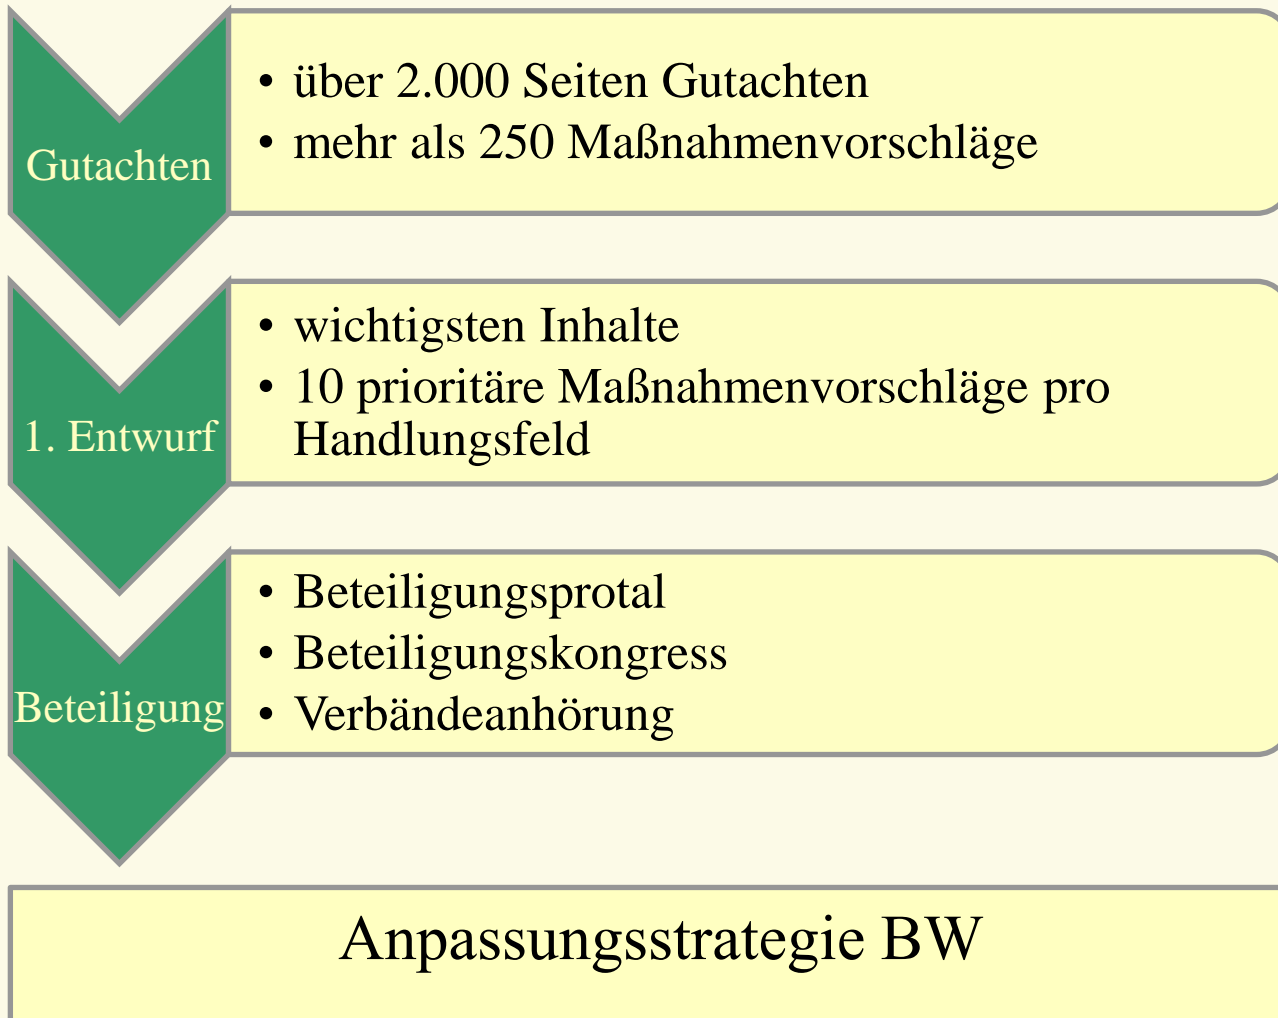 Gutachten
• über 2.000 Seiten Gutachten
• mehr als 250 Maßnahmenvorschläge
1. Entwurf
• wichtigsten Inhalte
• 10 prioritäre Maßnahmenvorschläge pro
Handlungsfeld
Beteiligung
• Beteiligungsprotal
• Beteiligungskongress
• Verbändeanhörung
Anpassungsstrategie BW